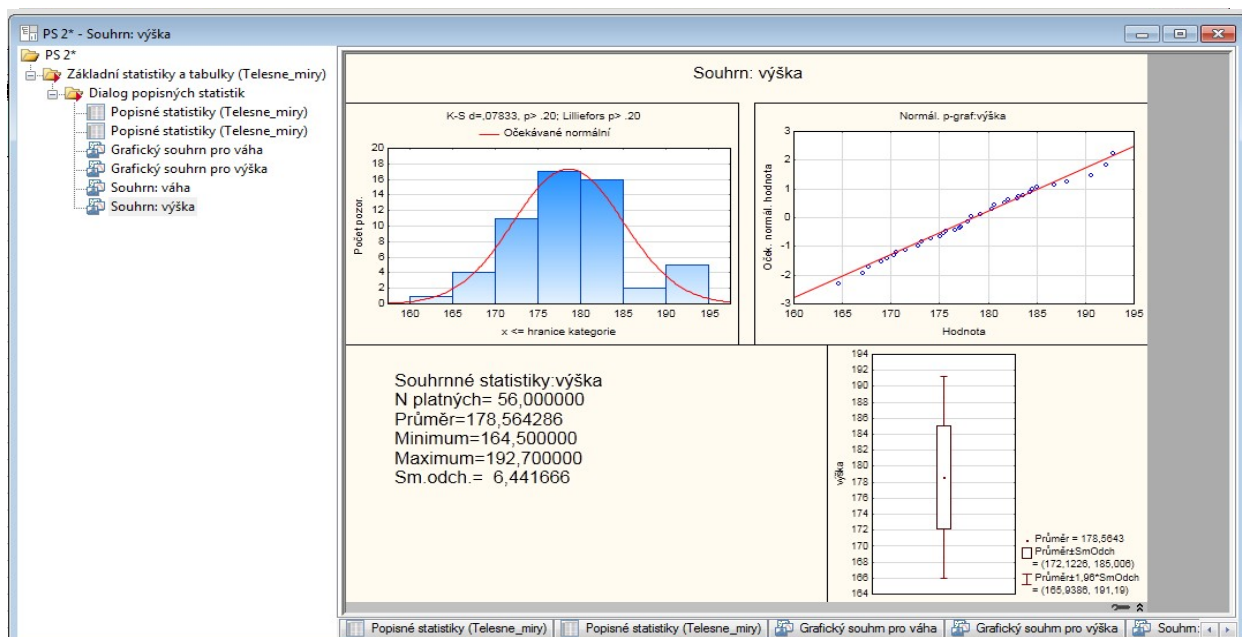 PS 2* - Souhrn: výška
PS 2*
Základní statistiky a tabulky (Telesne_miry)
Dialog popisných statistik
Popisné statistiky (Telesne_miry)
Popisné statistiky (Telesne_miry)
Grafický souhrn pro váha
Grafický souhrn pro výška
Souhrn: váha
Souhrn: výška
Souhrn: výška
K-S d=,07833, p> .20; Lilliefors p> .20
Očekávané normální
Počet pozor.
20
18
16
14
12
10
8
6
4
2
0
160 165 170 175 180 185 190 195
x <= hranice kategorie
Normál. p-graf:výška
Oček. normál. hodnota
3
2
1
0
-1
-2
-3
160 165 170 175 180 185 190 195
Hodnota
Souhrnné statistiky:výška
N platných= 56,000000
Průměr=178,564286
Minimum=164,500000
Maximum=192,700000
Sm.odch.= 6,441666
výška
194
192
190
188
186
184
182
180
178
176
174
172
170
168
166
164
Průměr = 178,5643
Průměr±SmOdch
= (172,1226, 185,006)
Průměr±1,96*SmOdch
= (165,9386, 191,19)
Popisné statistiky (Telesne_miry)
Popisné statistiky (Telesne_miry)
Grafický souhrn pro váha
Grafický souhrn pro výška
Souhrn: